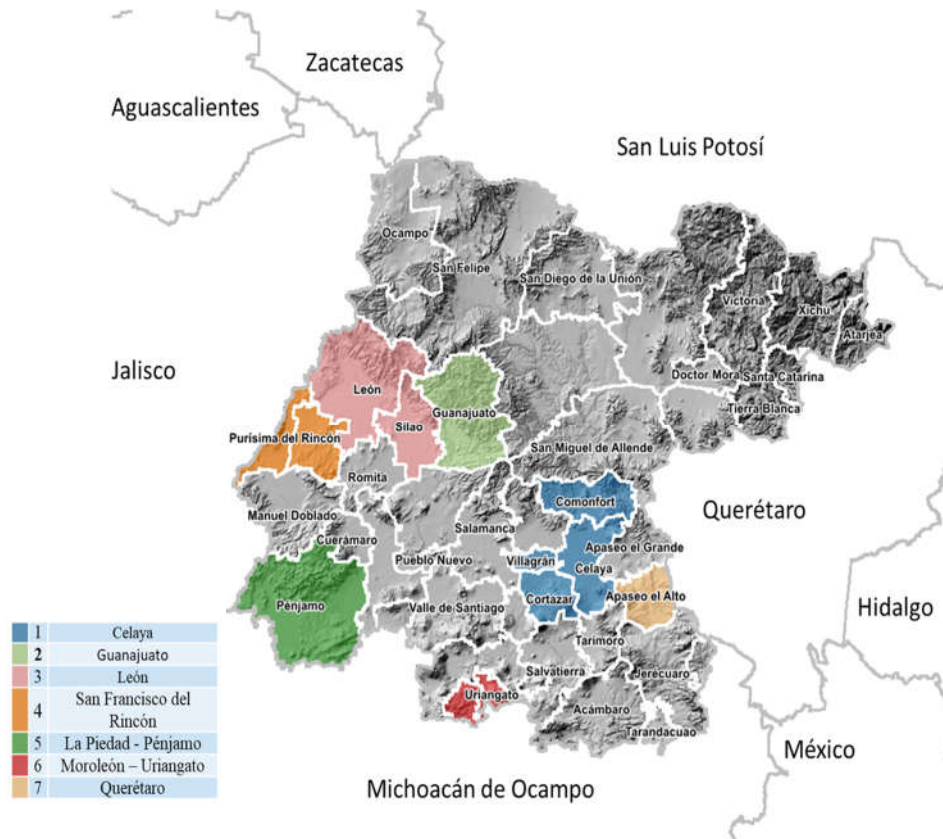 Zacatecas
Aguascalientes
San Luis Potosí
Ocampo
San Felipe
San Diego de la Unión
Victoria
Xichú
Atarjea
Jalisco
León
Doctor Mora
Santa Catarina
Silao
Guanajuato
Tierra Blanca
Purísima del Rincón
San Miguel de Allende
Romita
Comonfort
Querétaro
Manuel Doblado
Salamanca
Cuerámaro
Apaseo el Grande
Pueblo Nuevo
Villagrán
Celaya
Pénjamo
Cortazar
Apaseo el Alto
Valle de Santiago
Hidalgo
Tarimoro
Salvatierra
Jerécuaro
Uriangato
Acámbaro
Tarandacuao
México
Michoacán de Ocampo
1 Celaya
2 Guanajuato
3 León
4 San Francisco del
Rincón
5 La Piedad - Pénjamo
6 Moroleón – Uriangato
7 Querétaro